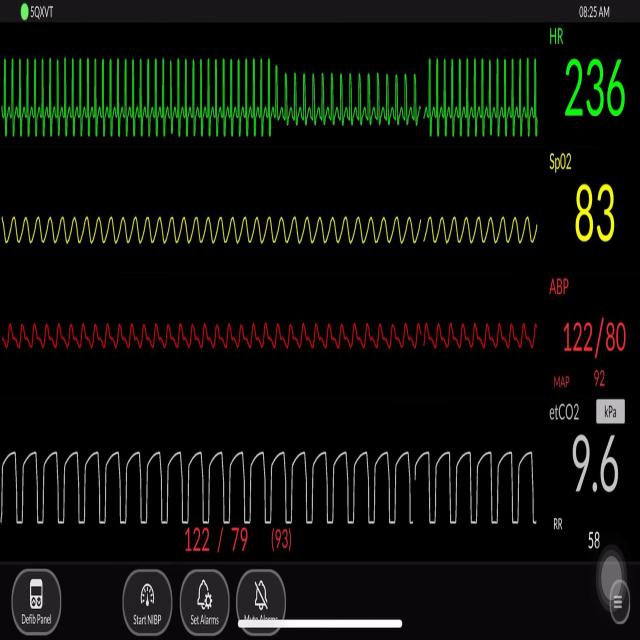 5QXVT
08:25 AM
HR
236
SpO2
83
ABP
122/80
MAP 92
etCO2 kPa
9.6
RR
58
122 / 79 (93)
Defib Panel
Start NIBP
Set Alarms
Mute Alarms